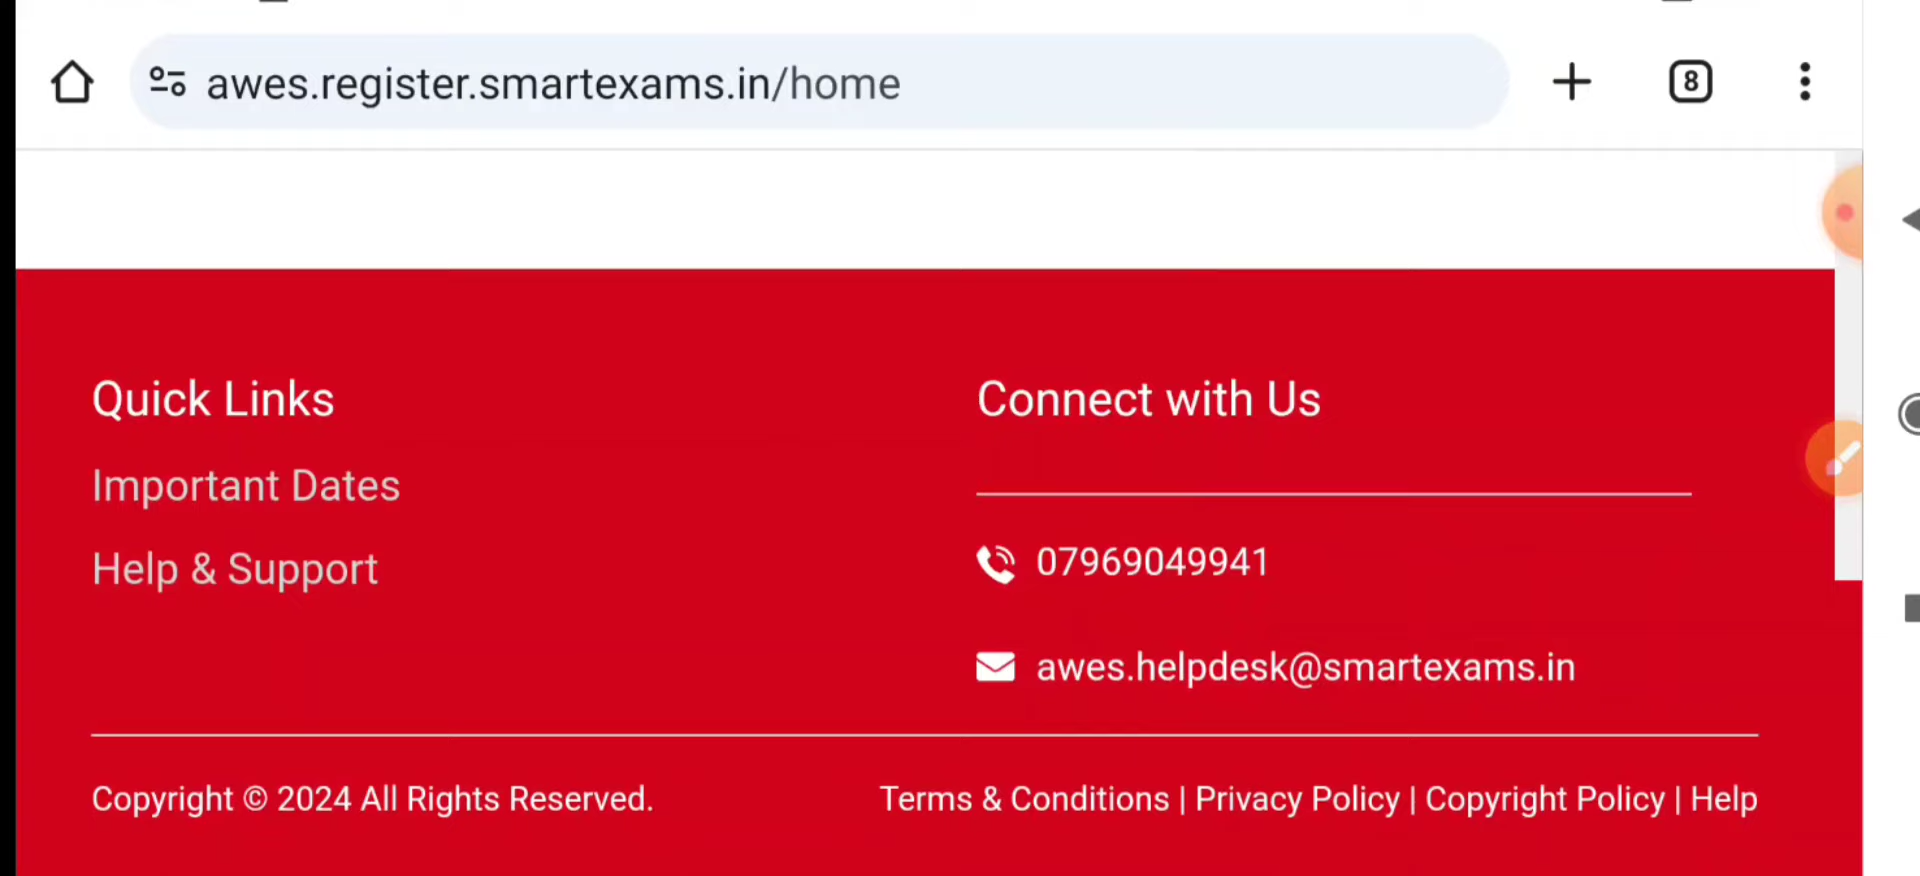 awes.register.smartexams.in/home
8
Quick Links
Important Dates
Help & Support
Connect with Us
07969049941
awes.helpdesk@smartexams.in
Copyright © 2024 All Rights Reserved.
Terms & Conditions | Privacy Policy | Copyright Policy | Help